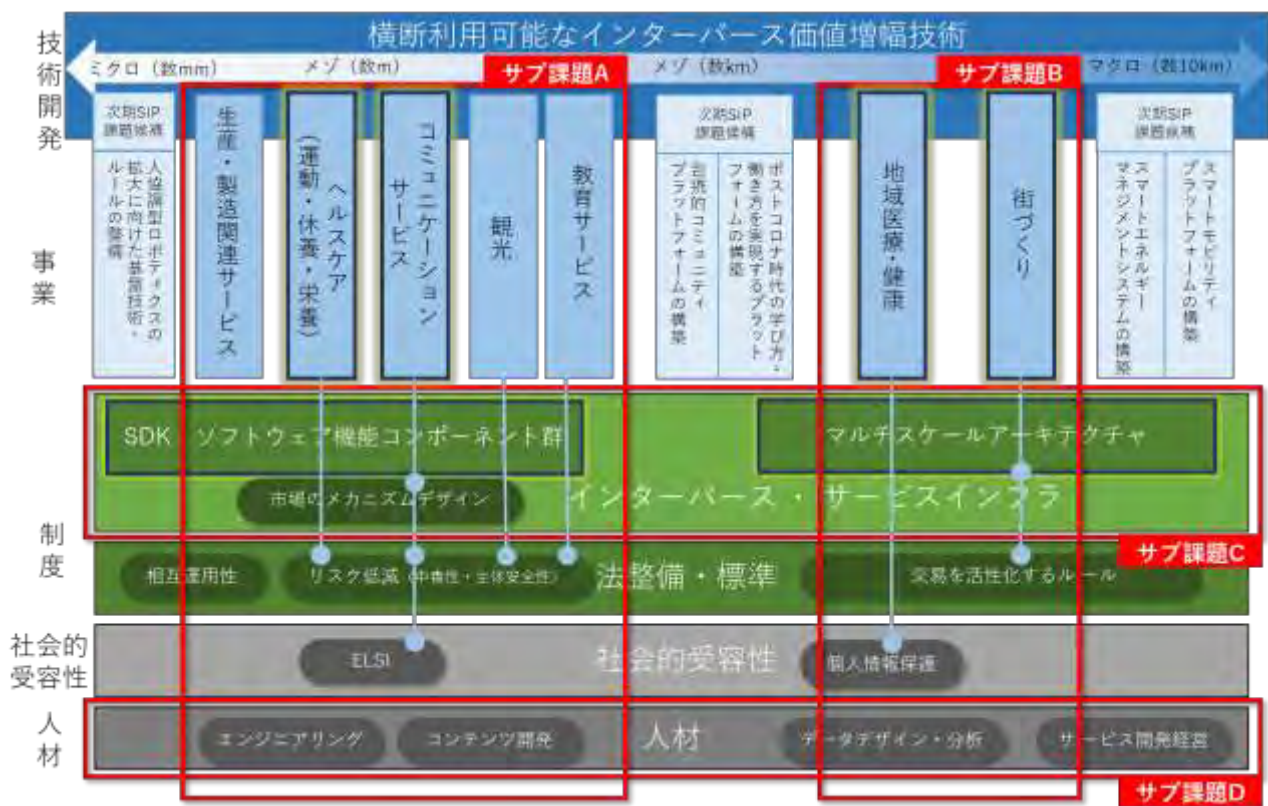 技術開発
横断利用可能なインターバース価値増幅技術
ミクロ（数mm）
メゾ（数m）
サブ課題A
メゾ（数km）
サブ課題B
マクロ（数10km）
事業
次期SIP
課題候補
人協調型ロボティクスの
拡大に向けた基盤技術・
ルールの整備
生産・製造関連サービス
ヘルスケア
（運動・休養・栄養）
コミュニケーション
サービス
観光
教育サービス
次期SIP
課題候補
ポストコロナ時代の学び方・
働き方を実現するプラット
フォームの構築
包摂的コミュニティ
プラットフォームの構築
地域医療・健康
街づくり
次期SIP
課題候補
スマートモビリティ
プラットフォームの構築
スマートエネルギー
マネジメントシステムの構築
制度
SDK ソフトウェア機能コンポーネント群
マルチスケールアーキテクチャ
市場のメカニズムデザイン
インターバース・サービスインフラ
サブ課題C
相互運用性
リスク低減（中毒性・生体安全性）
法整備・標準
交易を活性化するルール
社会的
受容性
ELSI
社会的受容性
個人情報保護
人材
エンジニアリング
コンテンツ開発
人材
データデザイン・分析
サービス開発経営
サブ課題D